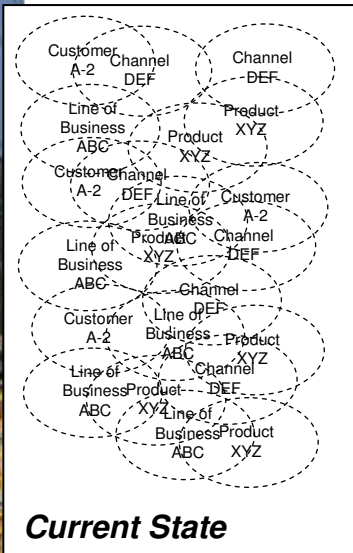 Customer
A-2
Channel
DEF
Channel
DEF
Line of
Business
ABC
Product
XYZ
Product
XYZ
Customer
A-2
Channel
DEF
Line of
Business
ABC
Customer
A-2
Product
XYZ
Channel
DEF
Line of
Business
ABC
Channel
DEF
Customer
A-2
Line of
Business
ABC
Product
XYZ
Channel
DEF
Line of
Business
ABC
Product
XYZ
Line of
Business
ABC
Product
XYZ
Current State